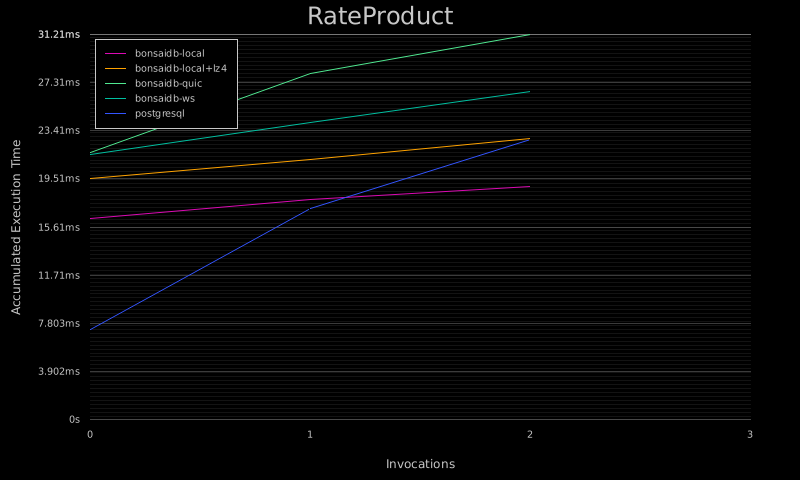 RateProduct
31.21ms
27.31ms
23.41ms
19.51ms
15.61ms
11.71ms
7.803ms
3.902ms
0s
bonsaidb-local
bonsaidb-local+lz4
bonsaidb-quic
bonsaidb-ws
postgresql
Accumulated Execution Time
0 1 2 3
Invocations